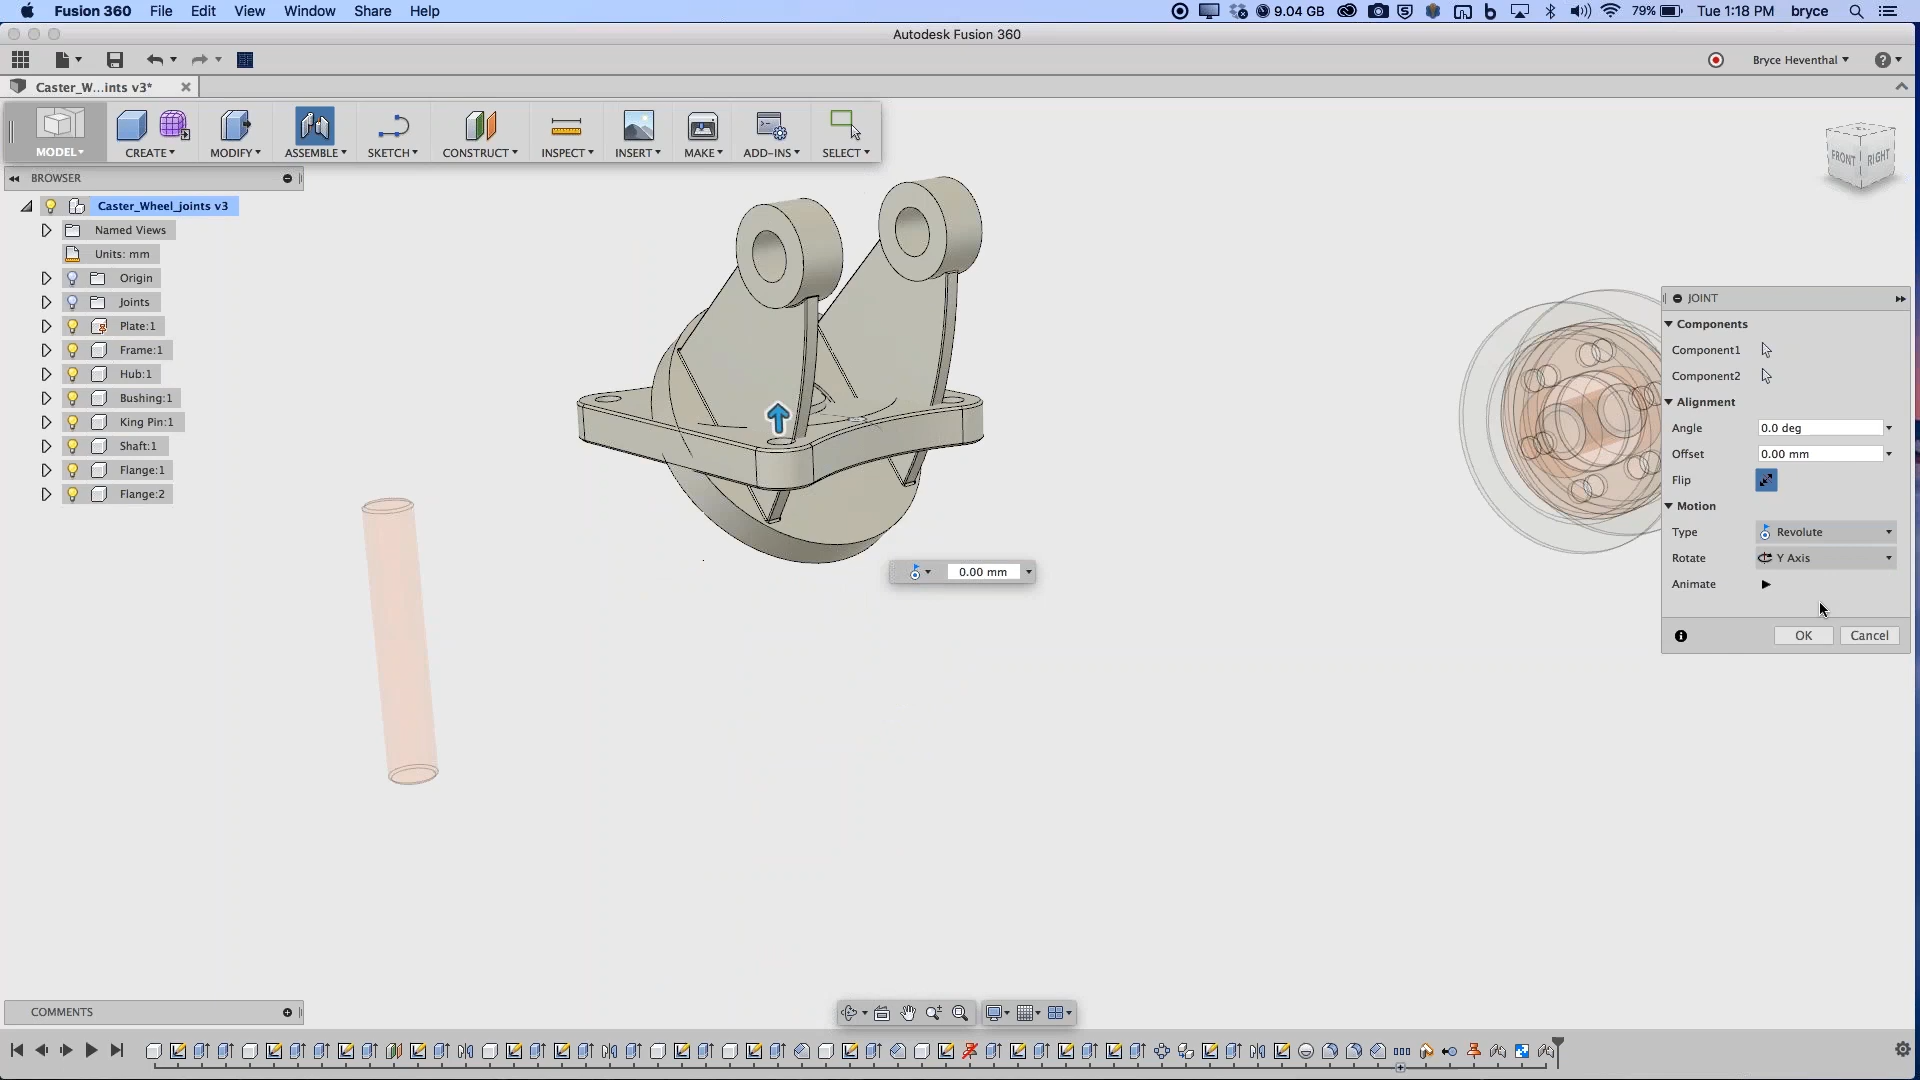 Fusion 360 File Edit View Window Share Help 9.04 GB 79% Tue 1:18 PM bryce
Autodesk Fusion 360
Bryce Heventhal
Caster_W...ints v3*
MODEL CREATE MODIFY ASSEMBLE SKETCH CONSTRUCT INSPECT INSERT MAKE ADD-INS SELECT
FRONT RIGHT
BROWSER
Caster_Wheel_joints v3
Named Views
Units: mm
Origin
Joints
Plate:1
Frame:1
Hub:1
Bushing:1
King Pin:1
Shaft:1
Flange:1
Flange:2
0.00 mm
JOINT
Components
Component1
Component2
Alignment
Angle 0.0 deg
Offset 0.00 mm
Flip
Motion
Type Revolute
Rotate Y Axis
Animate
OK Cancel
COMMENTS